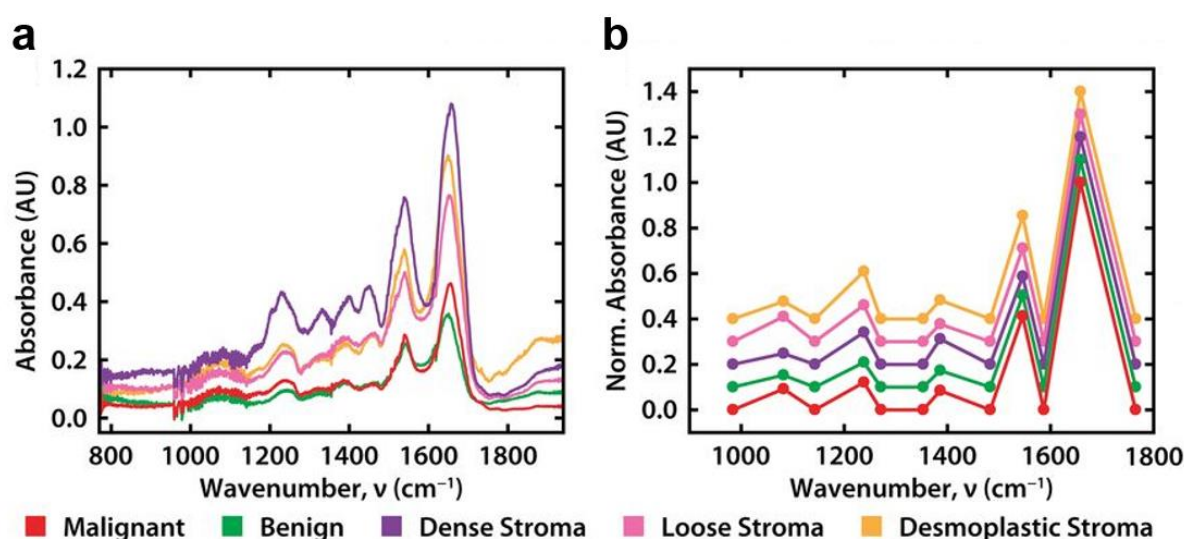 a
b
1.2
1.0
0.8
0.6
0.4
0.2
0.0
Absorbance (AU)
800 1000 1200 1400 1600 1800
Wavenumber, ν (cm⁻¹)
1.4
1.2
1.0
0.8
0.6
0.4
0.2
0.0
Norm. Absorbance (AU)
1000 1200 1400 1600 1800
Wavenumber, ν (cm⁻¹)
Malignant Benign Dense Stroma Loose Stroma Desmoplastic Stroma